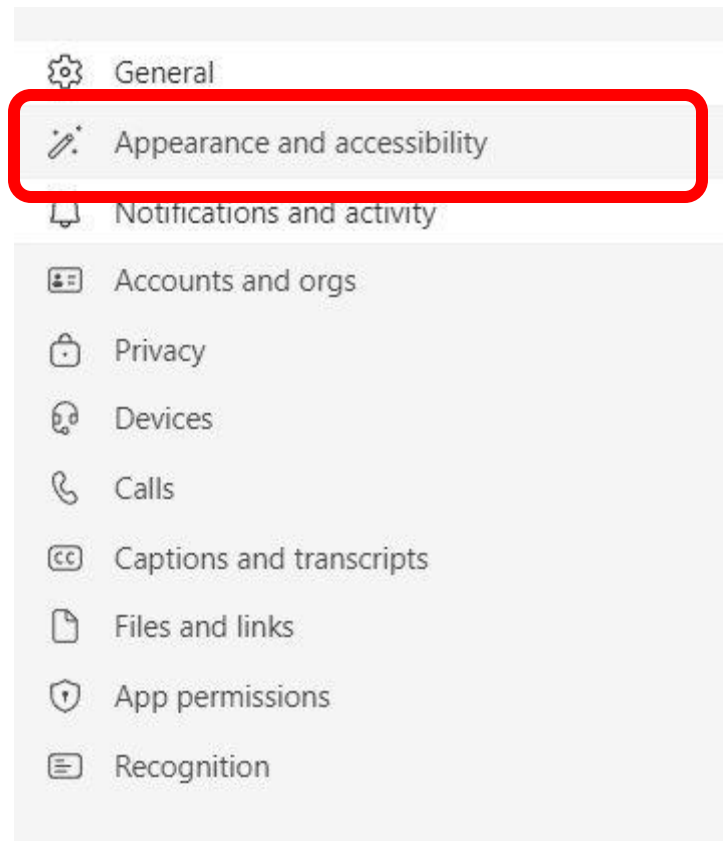 General
Appearance and accessibility
Notifications and activity
Accounts and orgs
Privacy
Devices
Calls
CC Captions and transcripts
Files and links
App permissions
Recognition